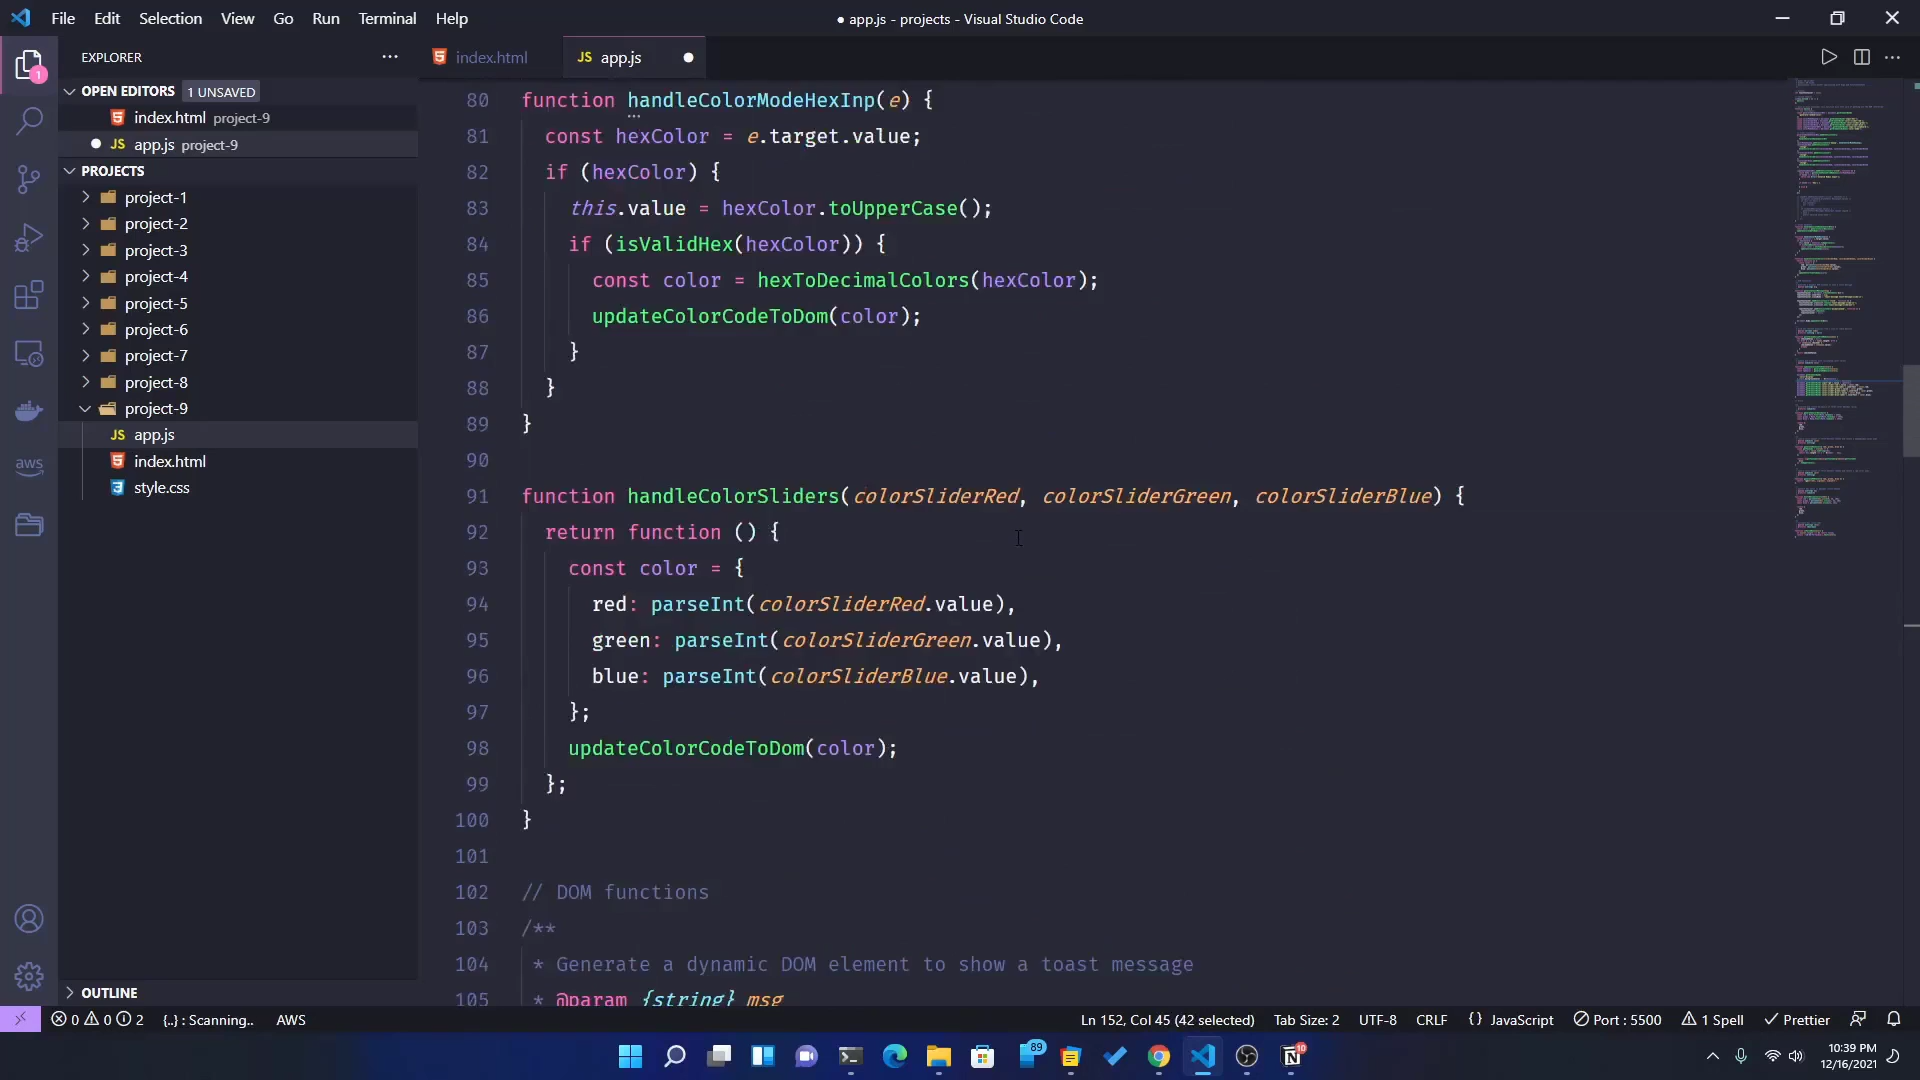 File Edit Selection View Go Run Terminal Help
● app.js - projects - Visual Studio Code
EXPLORER
index.html
JS app.js
OPEN EDITORS 1 UNSAVED
index.html project-9
JS app.js project-9
PROJECTS
project-1
project-2
project-3
project-4
project-5
project-6
project-7
project-8
project-9
JS app.js
index.html
style.css
OUTLINE
1
aws
80 function handleColorModeHexInp(e) {
81 const hexColor = e.target.value;
82 if (hexColor) {
83 this.value = hexColor.toUpperCase();
84 if (isValidHex(hexColor)) {
85 const color = hexToDecimalColors(hexColor);
86 updateColorCodeToDom(color);
87 }
88 }
89 }
90
91 function handleColorSliders(colorSliderRed, colorSliderGreen, colorSliderBlue) {
92 return function () {
93 const color = {
94 red: parseInt(colorSliderRed.value),
95 green: parseInt(colorSliderGreen.value),
96 blue: parseInt(colorSliderBlue.value),
97 };
98 updateColorCodeToDom(color);
99 };
100 }
101
102 // DOM functions
103 /**
104 * Generate a dynamic DOM element to show a toast message
105 * @param {string} msg
0 0 2 {..} : Scanning.. AWS Ln 152, Col 45 (42 selected) Tab Size: 2 UTF-8 CRLF {} JavaScript Port : 5500 1 Spell Prettier
89
10
10:39 PM
12/16/2021